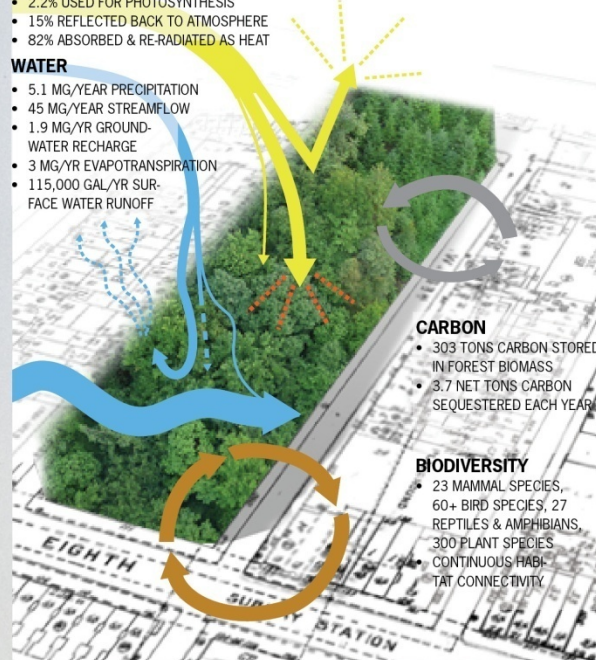 • 2.2% USED FOR PHOTOSYNTHESIS
• 15% REFLECTED BACK TO ATMOSPHERE
• 82% ABSORBED & RE-RADIATED AS HEAT
WATER
• 5.1 MG/YEAR PRECIPITATION
• 45 MG/YEAR STREAMFLOW
• 1.9 MG/YR GROUND-
WATER RECHARGE
• 3 MG/YR EVAPOTRANSPIRATION
• 115,000 GAL/YR SUR-
FACE WATER RUNOFF
CARBON
• 303 TONS CARBON STORED
IN FOREST BIOMASS
• 3.7 NET TONS CARBON
SEQUESTERED EACH YEAR
BIODIVERSITY
• 23 MAMMAL SPECIES,
60+ BIRD SPECIES, 27
REPTILES & AMPHIBIANS,
300 PLANT SPECIES
• CONTINUOUS HABI-
TAT CONNECTIVITY
EIGHTH
SUBWAY STATION